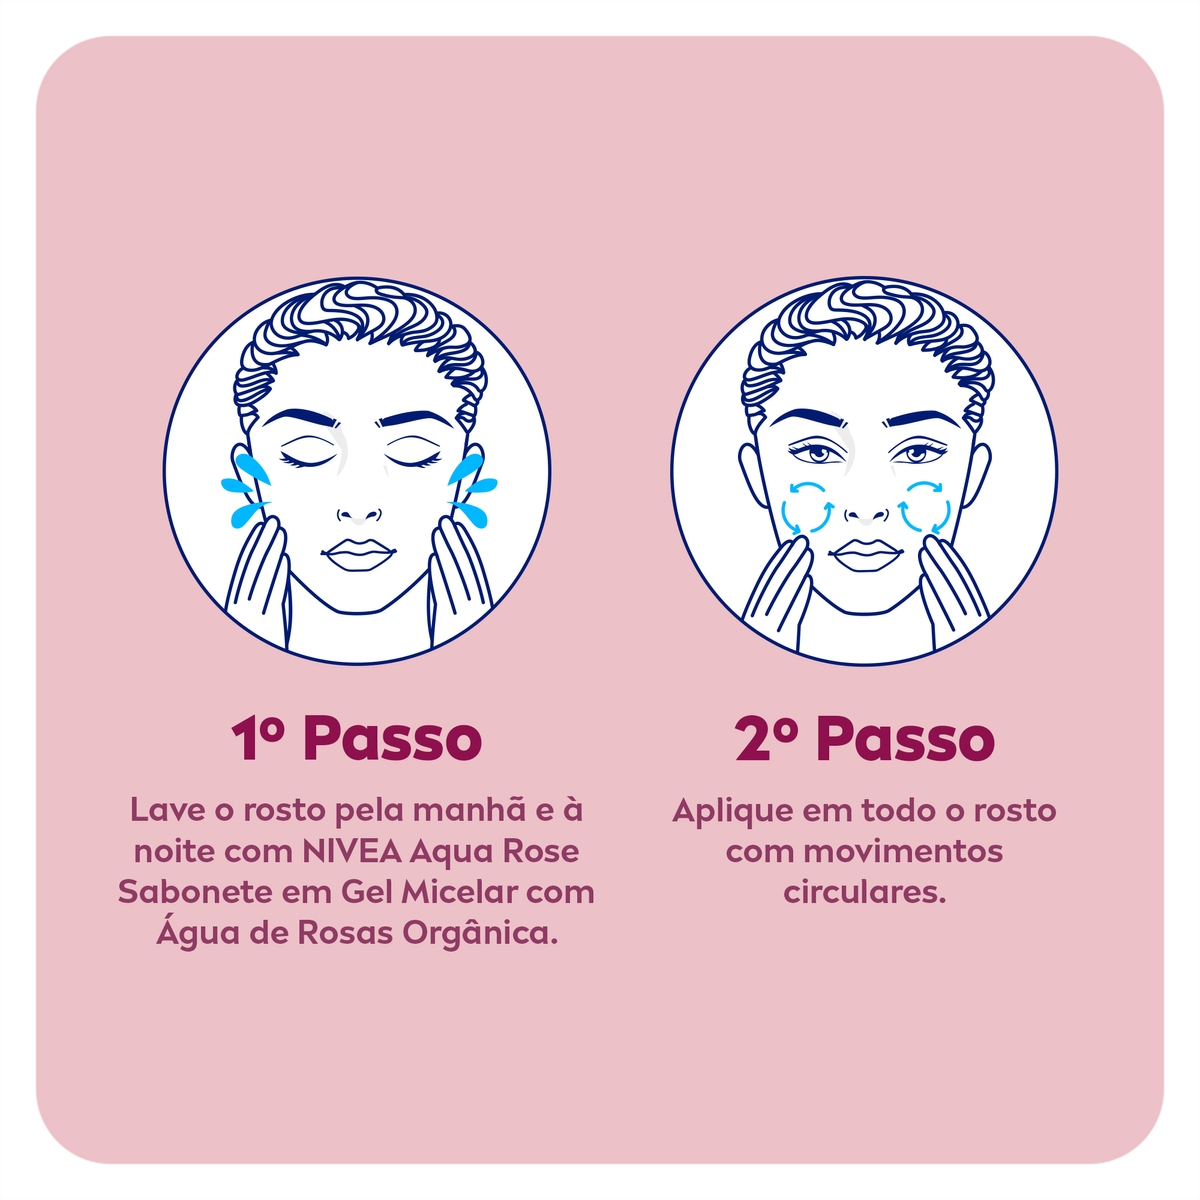 1º Passo
Lave o rosto pela manhã e à
noite com NIVEA Aqua Rose
Sabonete em Gel Micelar com
Água de Rosas Orgânica.
2º Passo
Aplique em todo o rosto
com movimentos
circulares.